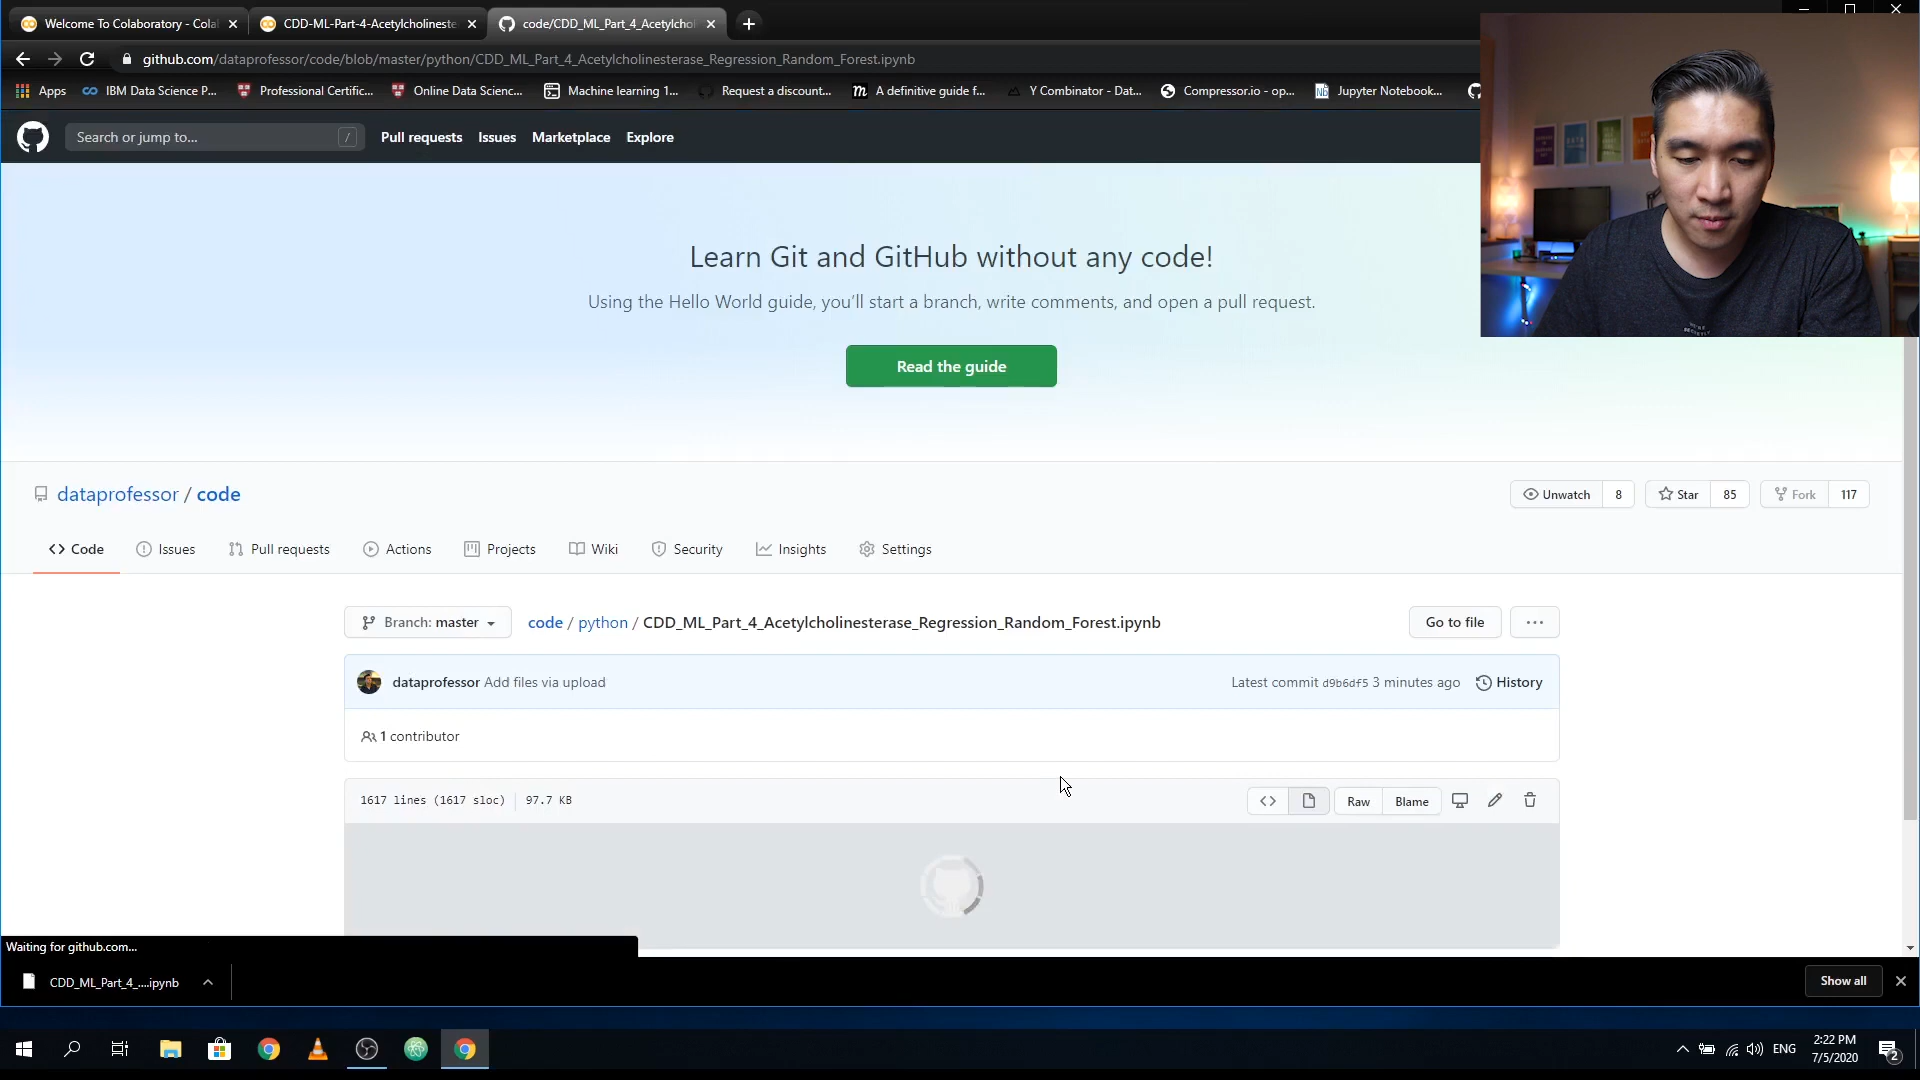 Welcome To Colaboratory - Cola
CDD-ML-Part-4-Acetylcholineste
code/CDD_ML_Part_4_Acetylchol
github.com/dataprofessor/code/blob/master/python/CDD_ML_Part_4_Acetylcholinesterase_Regression_Random_Forest.ipynb
Apps
IBM Data Science P...
Professional Certific...
Online Data Scienc...
Machine learning 1...
Request a discount...
A definitive guide f...
Y Combinator - Dat...
Compressor.io - op...
Jupyter Notebook...
Search or jump to...
/
Pull requests
Issues
Marketplace
Explore
Learn Git and GitHub without any code!
Using the Hello World guide, you’ll start a branch, write comments, and open a pull request.
Read the guide
dataprofessor / code
Unwatch 8
Star 85
Fork 117
Code
Issues
Pull requests
Actions
Projects
Wiki
Security
Insights
Settings
Branch: master
code / python / CDD_ML_Part_4_Acetylcholinesterase_Regression_Random_Forest.ipynb
Go to file
dataprofessor Add files via upload
Latest commit d9b6df5 3 minutes ago
History
1 contributor
1617 lines (1617 sloc) 97.7 KB
Raw
Blame
Waiting for github.com...
CDD_ML_Part_4_....ipynb
Show all
ENG
2:22 PM
7/5/2020
2